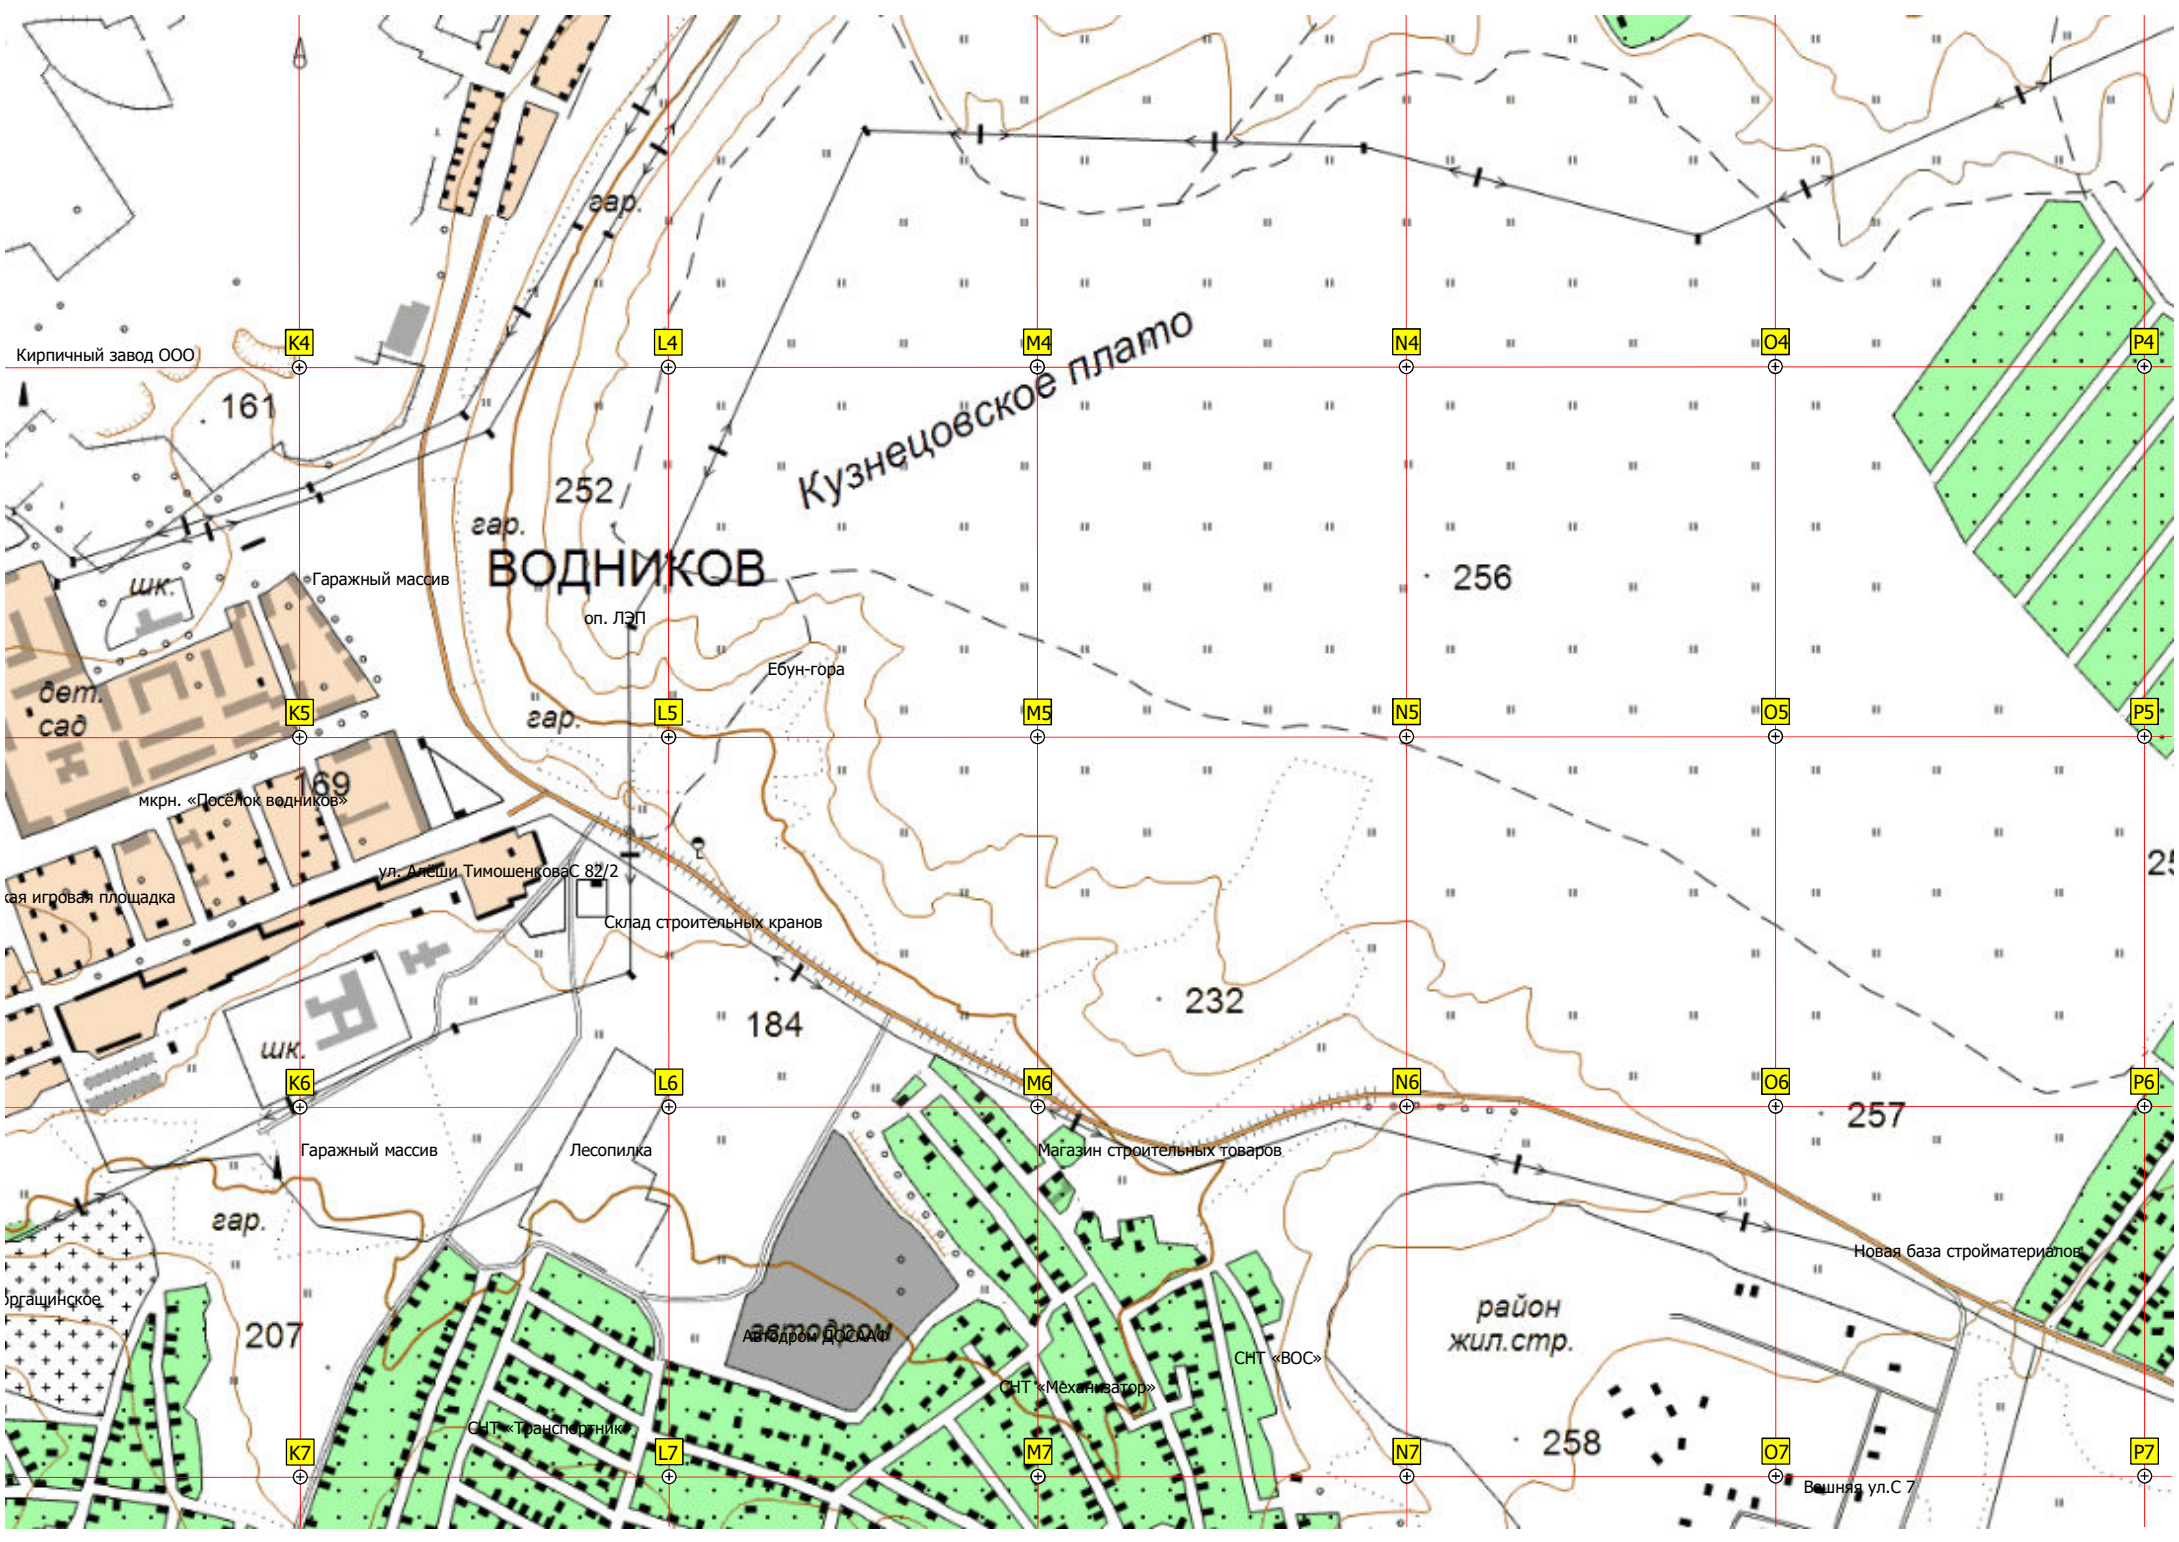 гар.
Кузнецовское плато
K4
L4
M4
N4
O4
P4
Кирпичный завод ООО
161
252
гар.
ВОДНИКОВ
256
шк.
Гаражный массив
оп. ЛЭП
Ебун-гора
дет.
сад
гар.
K5
L5
M5
N5
O5
P5
169
мкрн. «Посёлок водников»
ул. Алёши ТимошенковаС 82/2
кая игровая площадка
Склад строительных кранов
232
184
шк.
K6
L6
M6
N6
O6
P6
257
Гаражный массив
Лесопилка
Магазин строительных товаров
гар.
Новая база стройматериалов
оргащинское
207
район
жил.стр.
автодром
Автодром ДОСААФ
СНТ «ВОС»
СНТ «Механизатор»
СНТ «Транспортник»
258
K7
L7
M7
N7
O7
P7
Вешняя ул.С 7